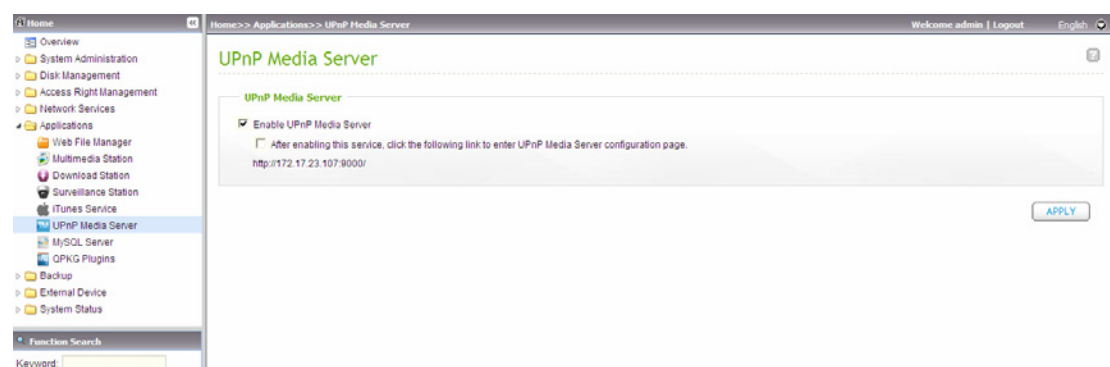 Home
Home>> Applications>> UPnP Media Server
Welcome admin | Logout
English
Overview
System Administration
Disk Management
Access Right Management
Network Services
Applications
Web File Manager
Multimedia Station
Download Station
Surveillance Station
iTunes Service
UPnP Media Server
MySQL Server
QPKG Plugins
Backup
External Device
System Status
Function Search
Keyword:
UPnP Media Server
UPnP Media Server
Enable UPnP Media Server
After enabling this service, click the following link to enter UPnP Media Server configuration page.
http://172.17.23.107:9000/
APPLY